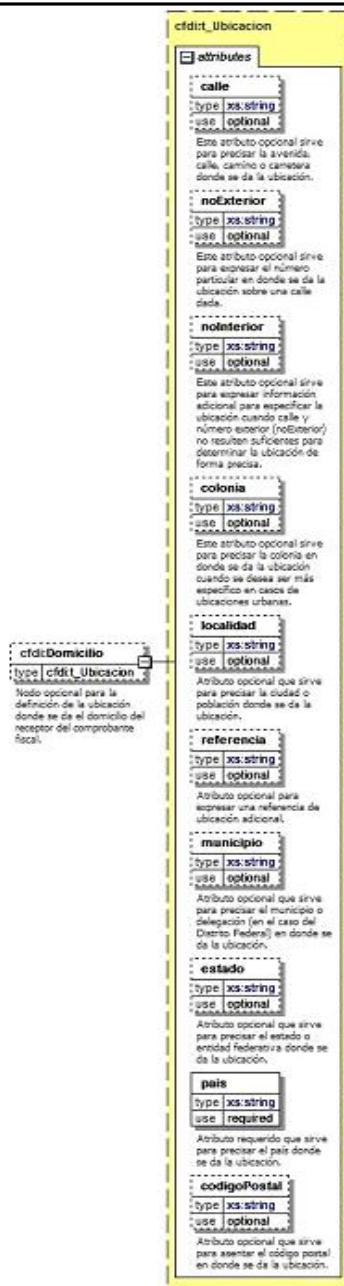 cfdi:t_Ubicacion
attributes
calle
type xs:string
use optional
Este atributo opcional sirve
para precisar la avenida,
calle, camino o carretera
donde se da la ubicación.
noExterior
type xs:string
use optional
Este atributo opcional sirve
para expresar el número
particular en donde se da la
ubicación sobre una calle
dada.
noInterior
type xs:string
use optional
Este atributo opcional sirve
para expresar información
adicional para especificar la
ubicación cuando calle y
número exterior (noExterior)
no resulten suficientes para
determinar la ubicación de
forma precisa.
colonia
type xs:string
use optional
Este atributo opcional sirve
para precisar la colonia en
donde se da la ubicación
cuando se desea ser más
específico en casos de
ubicaciones urbanas.
cfdi:Domicilio
type cfdi:t_Ubicacion
Nodo opcional para la
definición de la ubicación
donde se da el domicilio del
receptor del comprobante
fiscal.
localidad
type xs:string
use optional
Atributo opcional que sirve
para precisar la ciudad o
población donde se da la
ubicación.
referencia
type xs:string
use optional
Atributo opcional para
expresar una referencia de
ubicación adicional.
municipio
type xs:string
use optional
Atributo opcional que sirve
para precisar el municipio o
delegación (en el caso del
Distrito Federal) en donde se
da la ubicación.
estado
type xs:string
use optional
Atributo opcional que sirve
para precisar el estado o
entidad federativa donde se
da la ubicación.
pais
type xs:string
use required
Atributo requerido que sirve
para precisar el país donde
se da la ubicación.
codigoPostal
type xs:string
use optional
Atributo opcional que sirve
para asentar el código postal
en donde se da la ubicación.